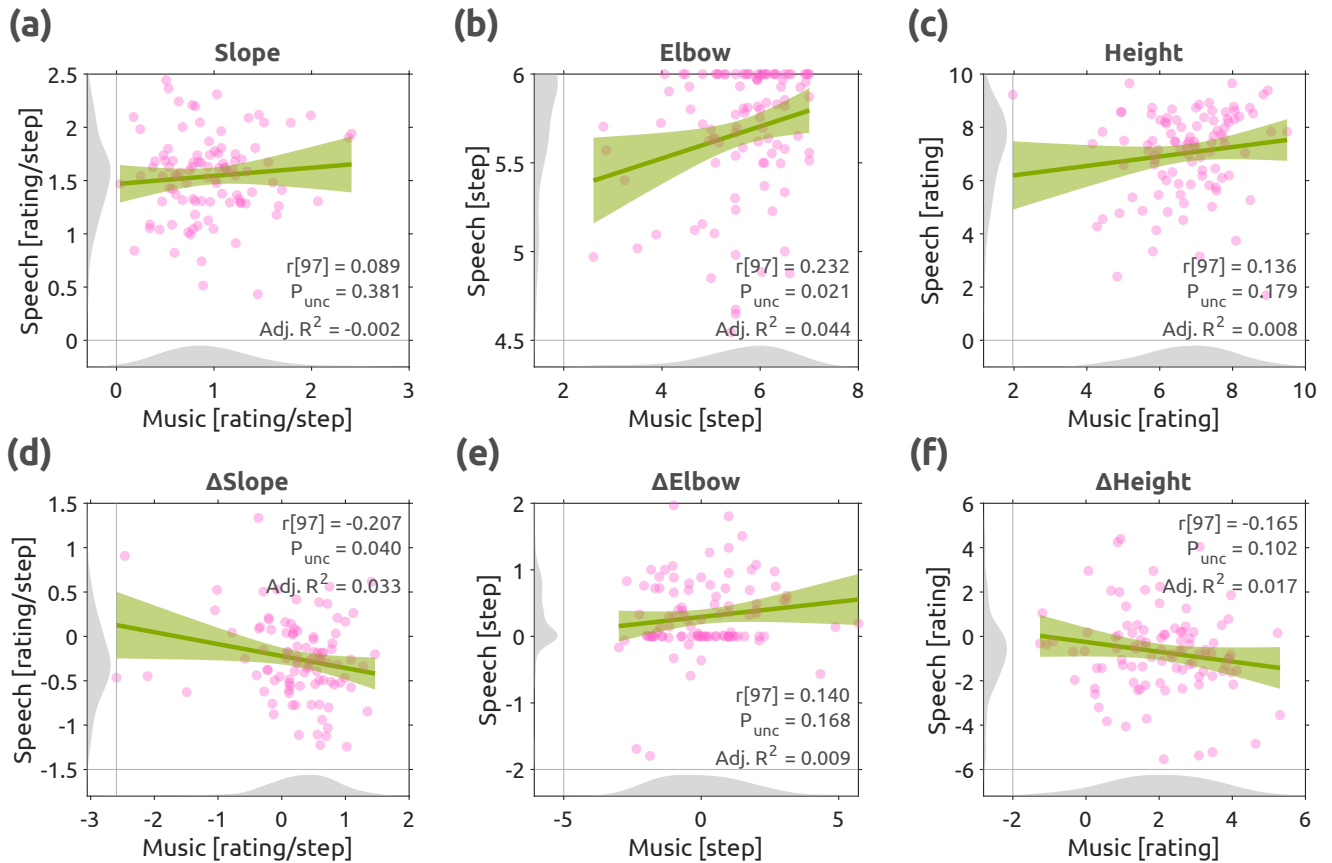 (a)
Slope
2.5
2
1.5
1
0.5
0
Speech [rating/step]
r[97] = 0.089
P_unc = 0.381
Adj. R² = -0.002
0 1 2 3
Music [rating/step]
(b)
Elbow
6
5.5
5
4.5
Speech [step]
r[97] = 0.232
P_unc = 0.021
Adj. R² = 0.044
2 4 6 8
Music [step]
(c)
Height
10
8
6
4
2
0
Speech [rating]
r[97] = 0.136
P_unc = 0.179
Adj. R² = 0.008
2 4 6 8 10
Music [rating]
(d)
ΔSlope
1.5
1
0.5
0
-0.5
-1
-1.5
Speech [rating/step]
r[97] = -0.207
P_unc = 0.040
Adj. R² = 0.033
-3 -2 -1 0 1 2
Music [rating/step]
(e)
ΔElbow
2
1
0
-1
-2
Speech [step]
r[97] = 0.140
P_unc = 0.168
Adj. R² = 0.009
-5 0 5
Music [step]
(f)
ΔHeight
6
4
2
0
-2
-4
-6
Speech [rating]
r[97] = -0.165
P_unc = 0.102
Adj. R² = 0.017
-2 0 2 4 6
Music [rating]